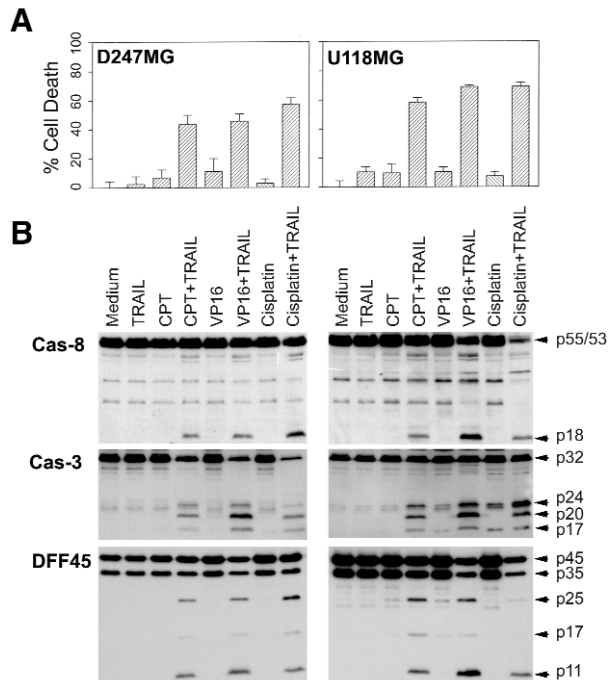 A
D247MG
U118MG
% Cell Death
100
80
60
40
20
0
B
Medium
TRAIL
CPT
CPT+TRAIL
VP16
VP16+TRAIL
Cisplatin
Cisplatin+TRAIL
Medium
TRAIL
CPT
CPT+TRAIL
VP16
VP16+TRAIL
Cisplatin
Cisplatin+TRAIL
Cas-8
p55/53
p18
Cas-3
p32
p24
p20
p17
DFF45
p45
p35
p25
p17
p11